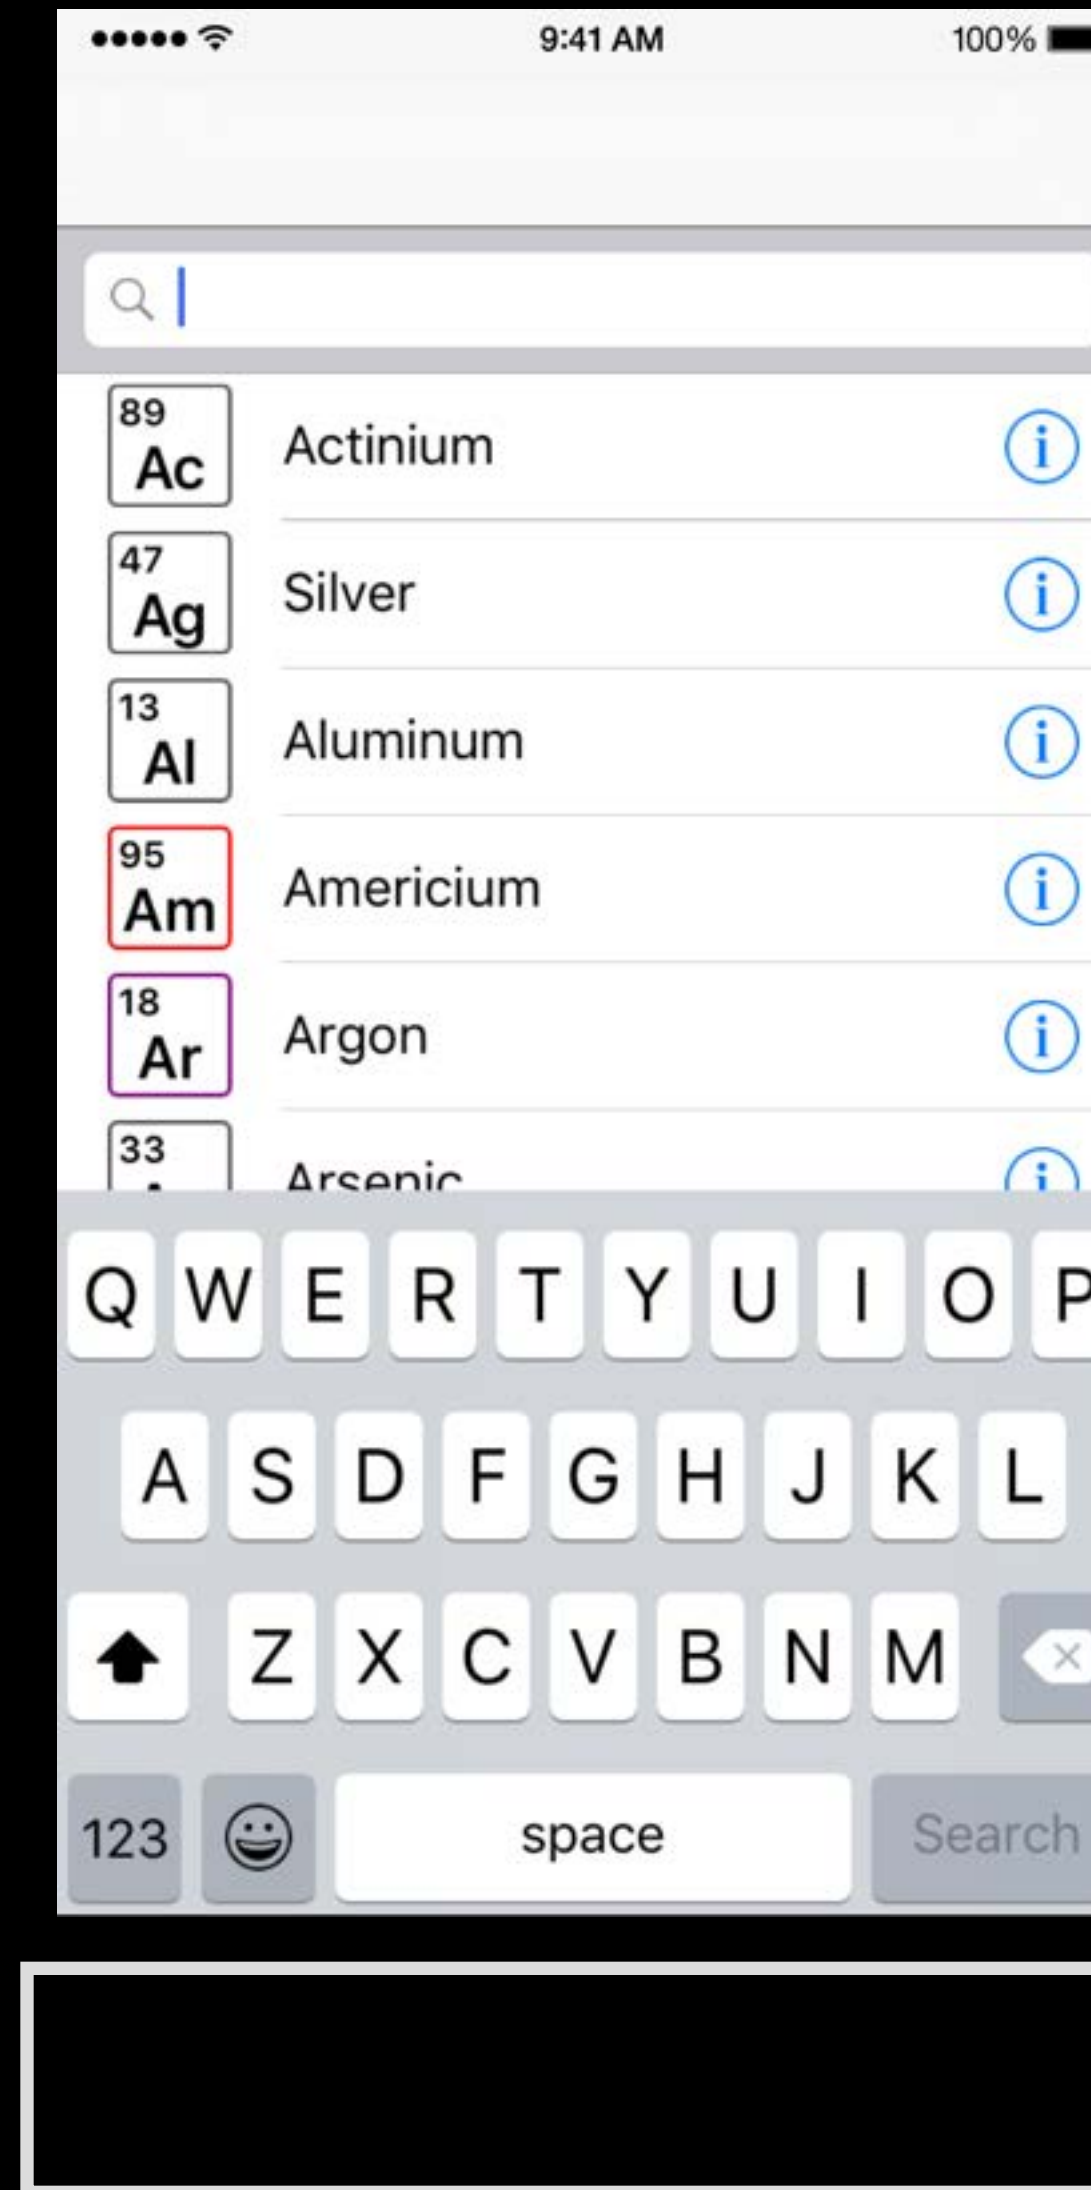 9:41 AM 100%
89
Ac Actinium
47
Ag Silver
13
Al Aluminum
95
Am Americium
18
Ar Argon
33
Arsenic
Q W E R T Y U I O P
A S D F G H J K L
Z X C V B N M
123 space Search